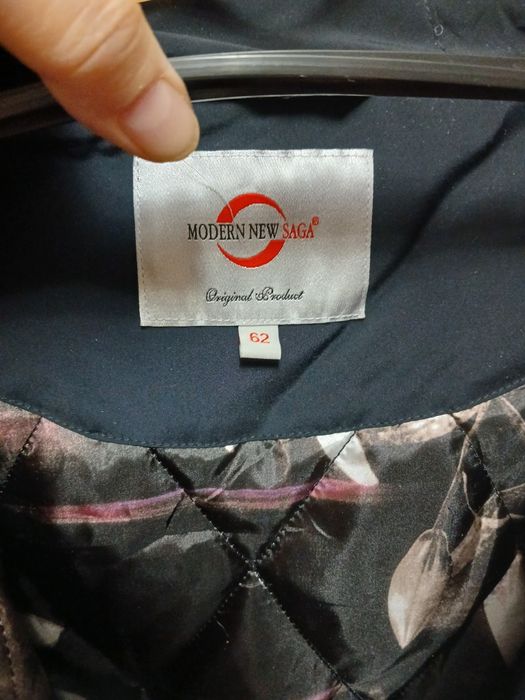 MODERN NEW SAGA®
Original Product
62